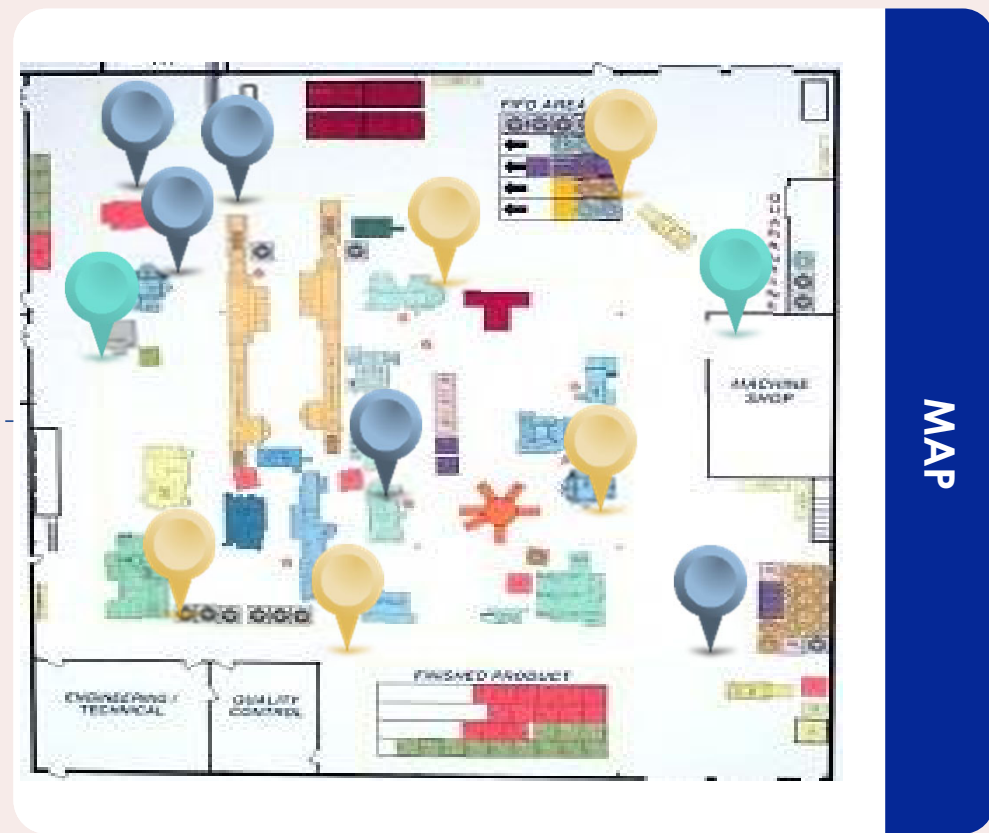 FIFO AREA
MACHINE
SHOP
ENGINEERING /
TECHNICAL
QUALITY
CONTROL
FINISHED PRODUCT
MAP